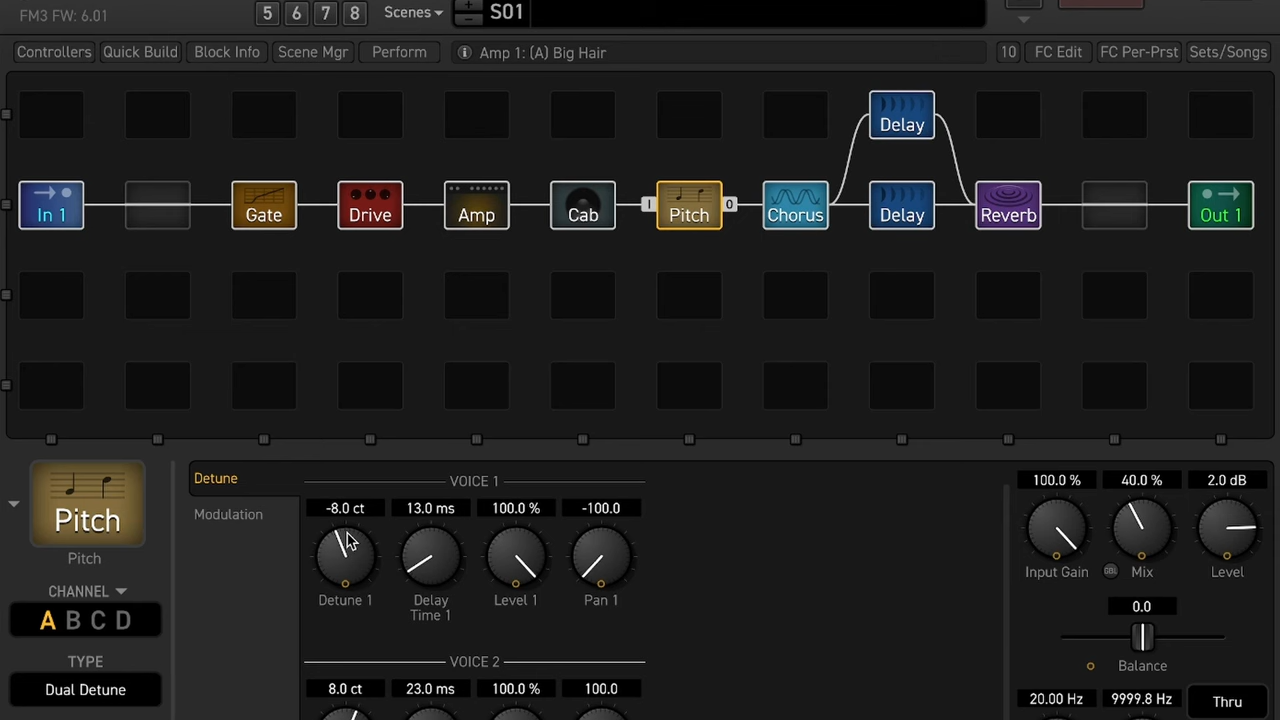 FM3 FW: 6.01
5 6 7 8
Scenes
S01
Controllers Quick Build Block Info Scene Mgr Perform Amp 1: (A) Big Hair 10 FC Edit FC Per-Prst Sets/Songs
Delay
In 1 Gate Drive Amp Cab I Pitch O Chorus Delay Reverb Out 1
Pitch
Pitch
CHANNEL
A B C D
TYPE
Dual Detune
Detune
Modulation
VOICE 1
-8.0 ct 13.0 ms 100.0 % -100.0
Detune 1 Delay Time 1 Level 1 Pan 1
VOICE 2
8.0 ct 23.0 ms 100.0 % 100.0
100.0 % 40.0 % 2.0 dB
Input Gain GBL Mix Level
0.0
Balance
20.00 Hz 9999.8 Hz Thru